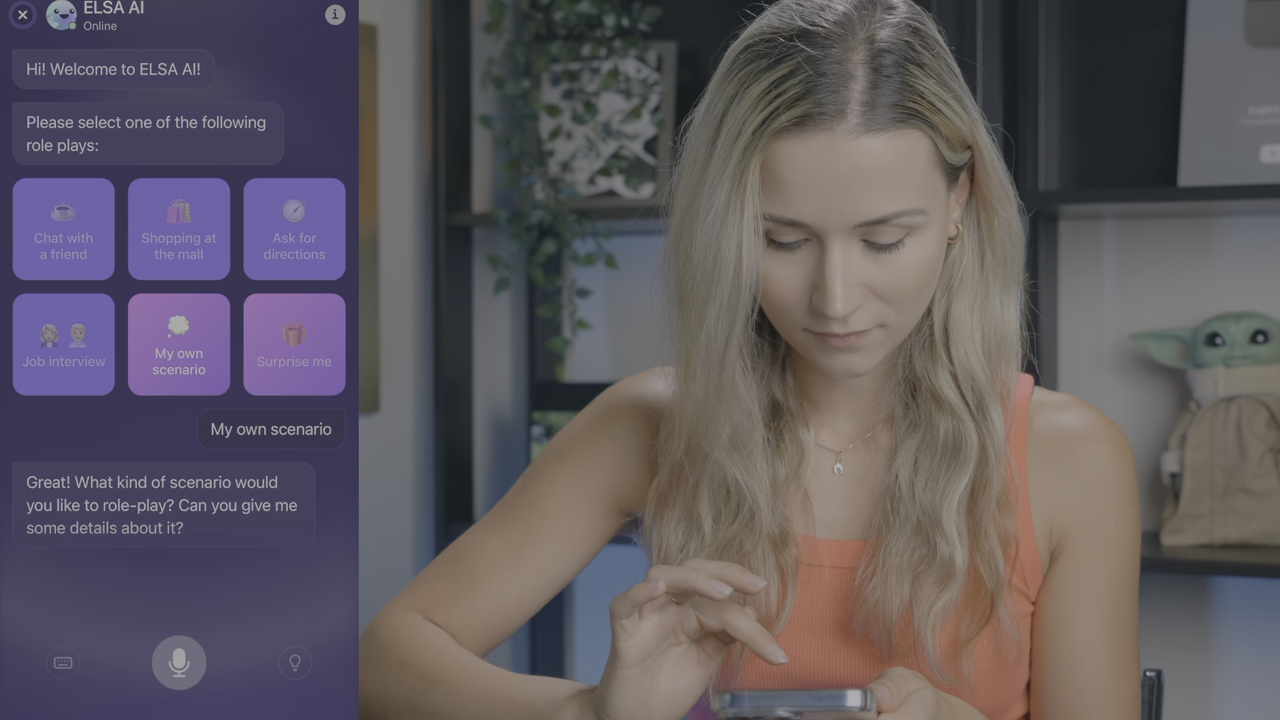 ELSA AI
Online
Hi! Welcome to ELSA AI!
Please select one of the following
role plays:
Chat with
a friend
Shopping at
the mall
Ask for
directions
Job interview
My own
scenario
Surprise me
My own scenario
Great! What kind of scenario would
you like to role-play? Can you give me
some details about it?